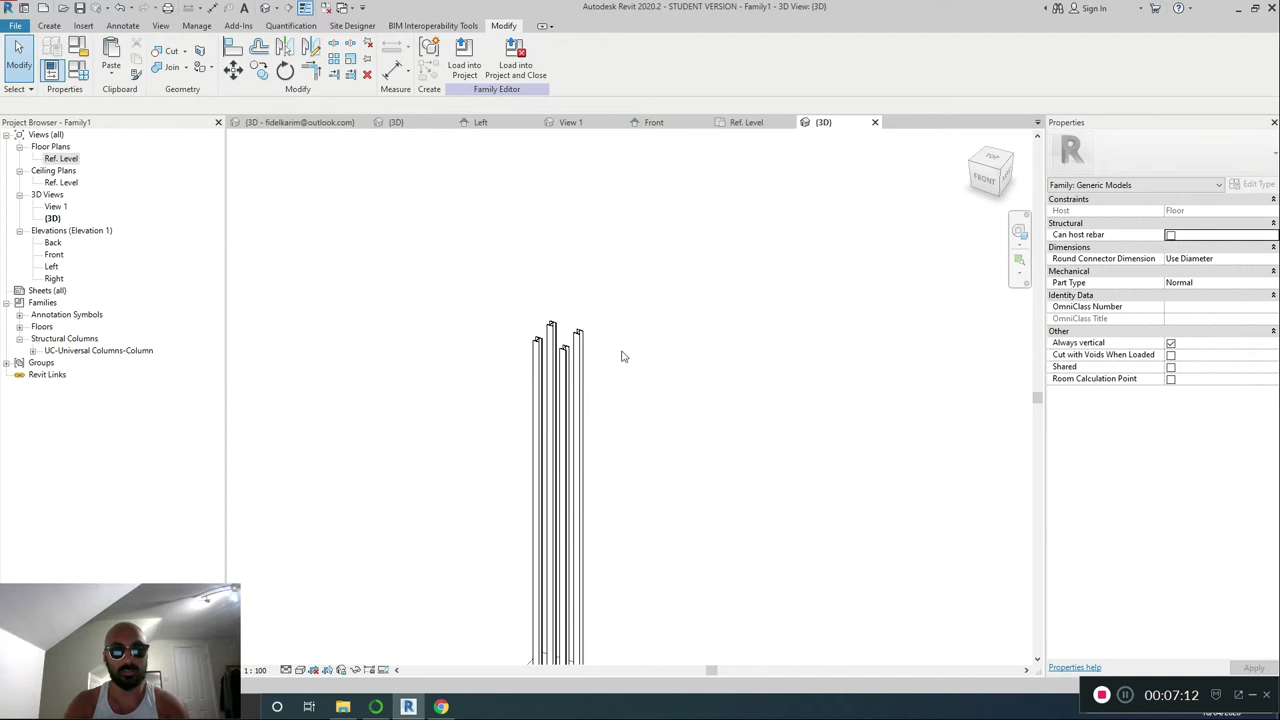 Autodesk Revit 2020.2 - STUDENT VERSION - Family1 - 3D View: {3D}
Sign In
File Create Insert Annotate View Manage Add-Ins Quantification Site Designer BIM Interoperability Tools Modify
Modify Paste Cut Join Load into Project Load into Project and Close
Select Properties Clipboard Geometry Modify Measure Create Family Editor
Project Browser - Family1
{3D - fidelkarim@outlook.com} {3D} Left View 1 Front Ref. Level {3D}
Properties
Views (all)
Floor Plans
Ref. Level
Ceiling Plans
Ref. Level
3D Views
View 1
{3D}
Elevations (Elevation 1)
Back
Front
Left
Right
Sheets (all)
Families
Annotation Symbols
Floors
Structural Columns
UC-Universal Columns-Column
Groups
Revit Links
TOP
FRONT
Family: Generic Models
Edit Type
Constraints
Host Floor
Structural
Can host rebar
Dimensions
Round Connector Dimension Use Diameter
Mechanical
Part Type Normal
Identity Data
OmniClass Number
OmniClass Title
Other
Always vertical
Cut with Voids When Loaded
Shared
Room Calculation Point
1 : 100
Properties help
Apply
00:07:12